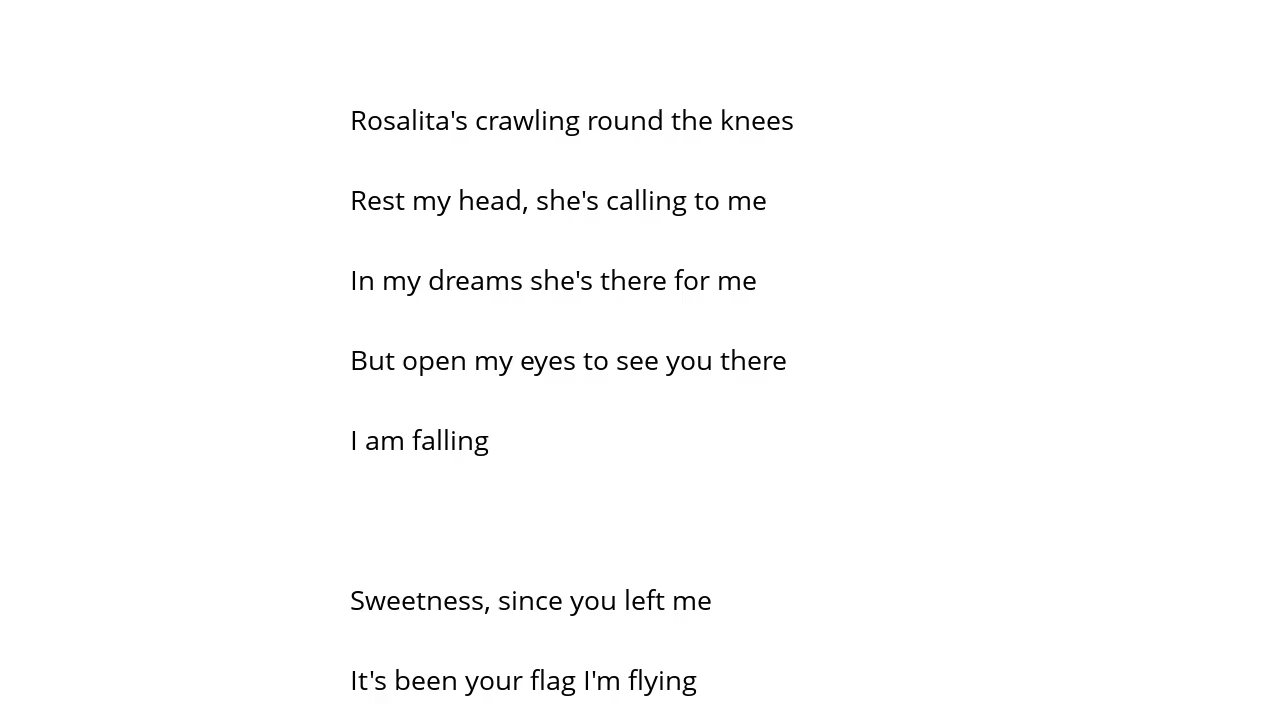 Rosalita's crawling round the knees
Rest my head, she's calling to me
In my dreams she's there for me
But open my eyes to see you there
I am falling
Sweetness, since you left me
It's been your flag I'm flying